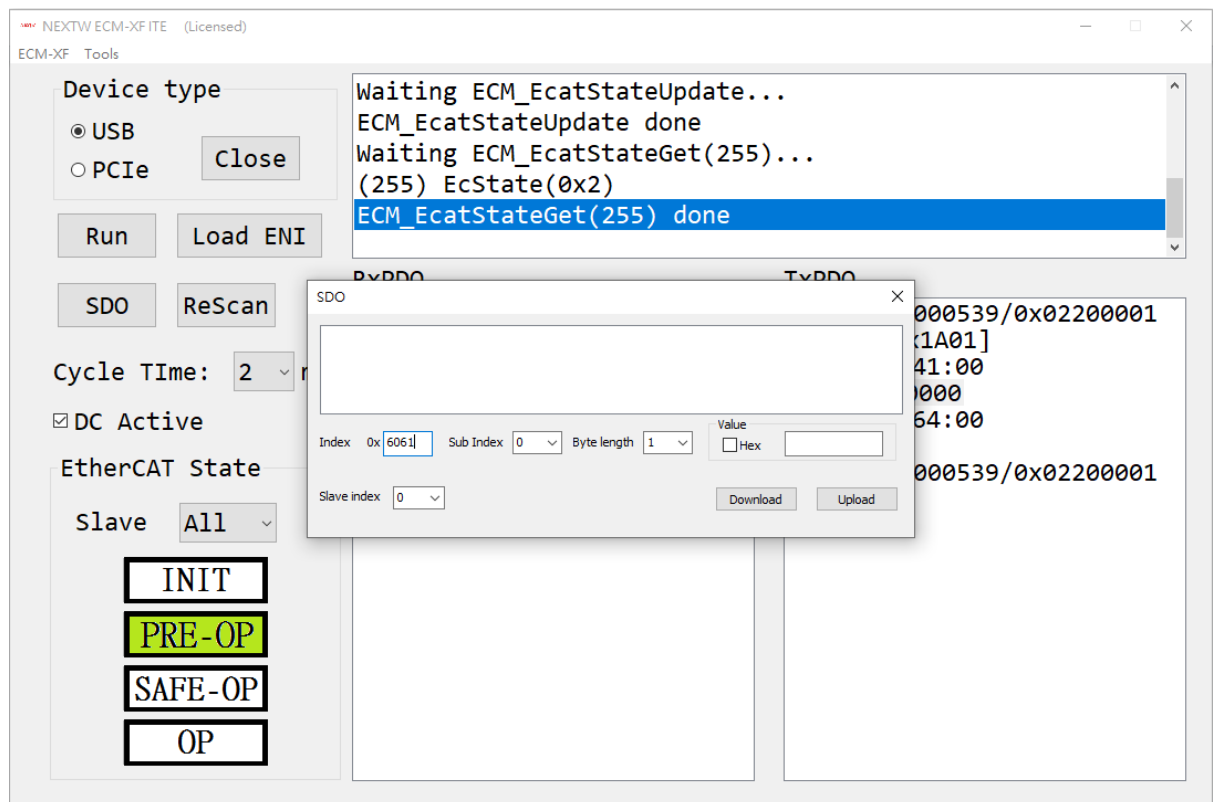 NEXTW ECM-XF ITE (Licensed)
ECM-XF Tools
Device type
USB
PCIe
Close
Run
Load ENI
SDO
ReScan
Cycle TIme: 2
DC Active
EtherCAT State
Slave All
INIT
PRE-OP
SAFE-OP
OP
Waiting ECM_EcatStateUpdate...
ECM_EcatStateUpdate done
Waiting ECM_EcatStateGet(255)...
(255) EcState(0x2)
ECM_EcatStateGet(255) done
RxPDO
TxPDO
000539/0x02200001
1A01]
41:00
0000
64:00
000539/0x02200001
SDO
Index 0x 6061 Sub Index 0 Byte length 1
Value
Hex
Slave index 0
Download
Upload